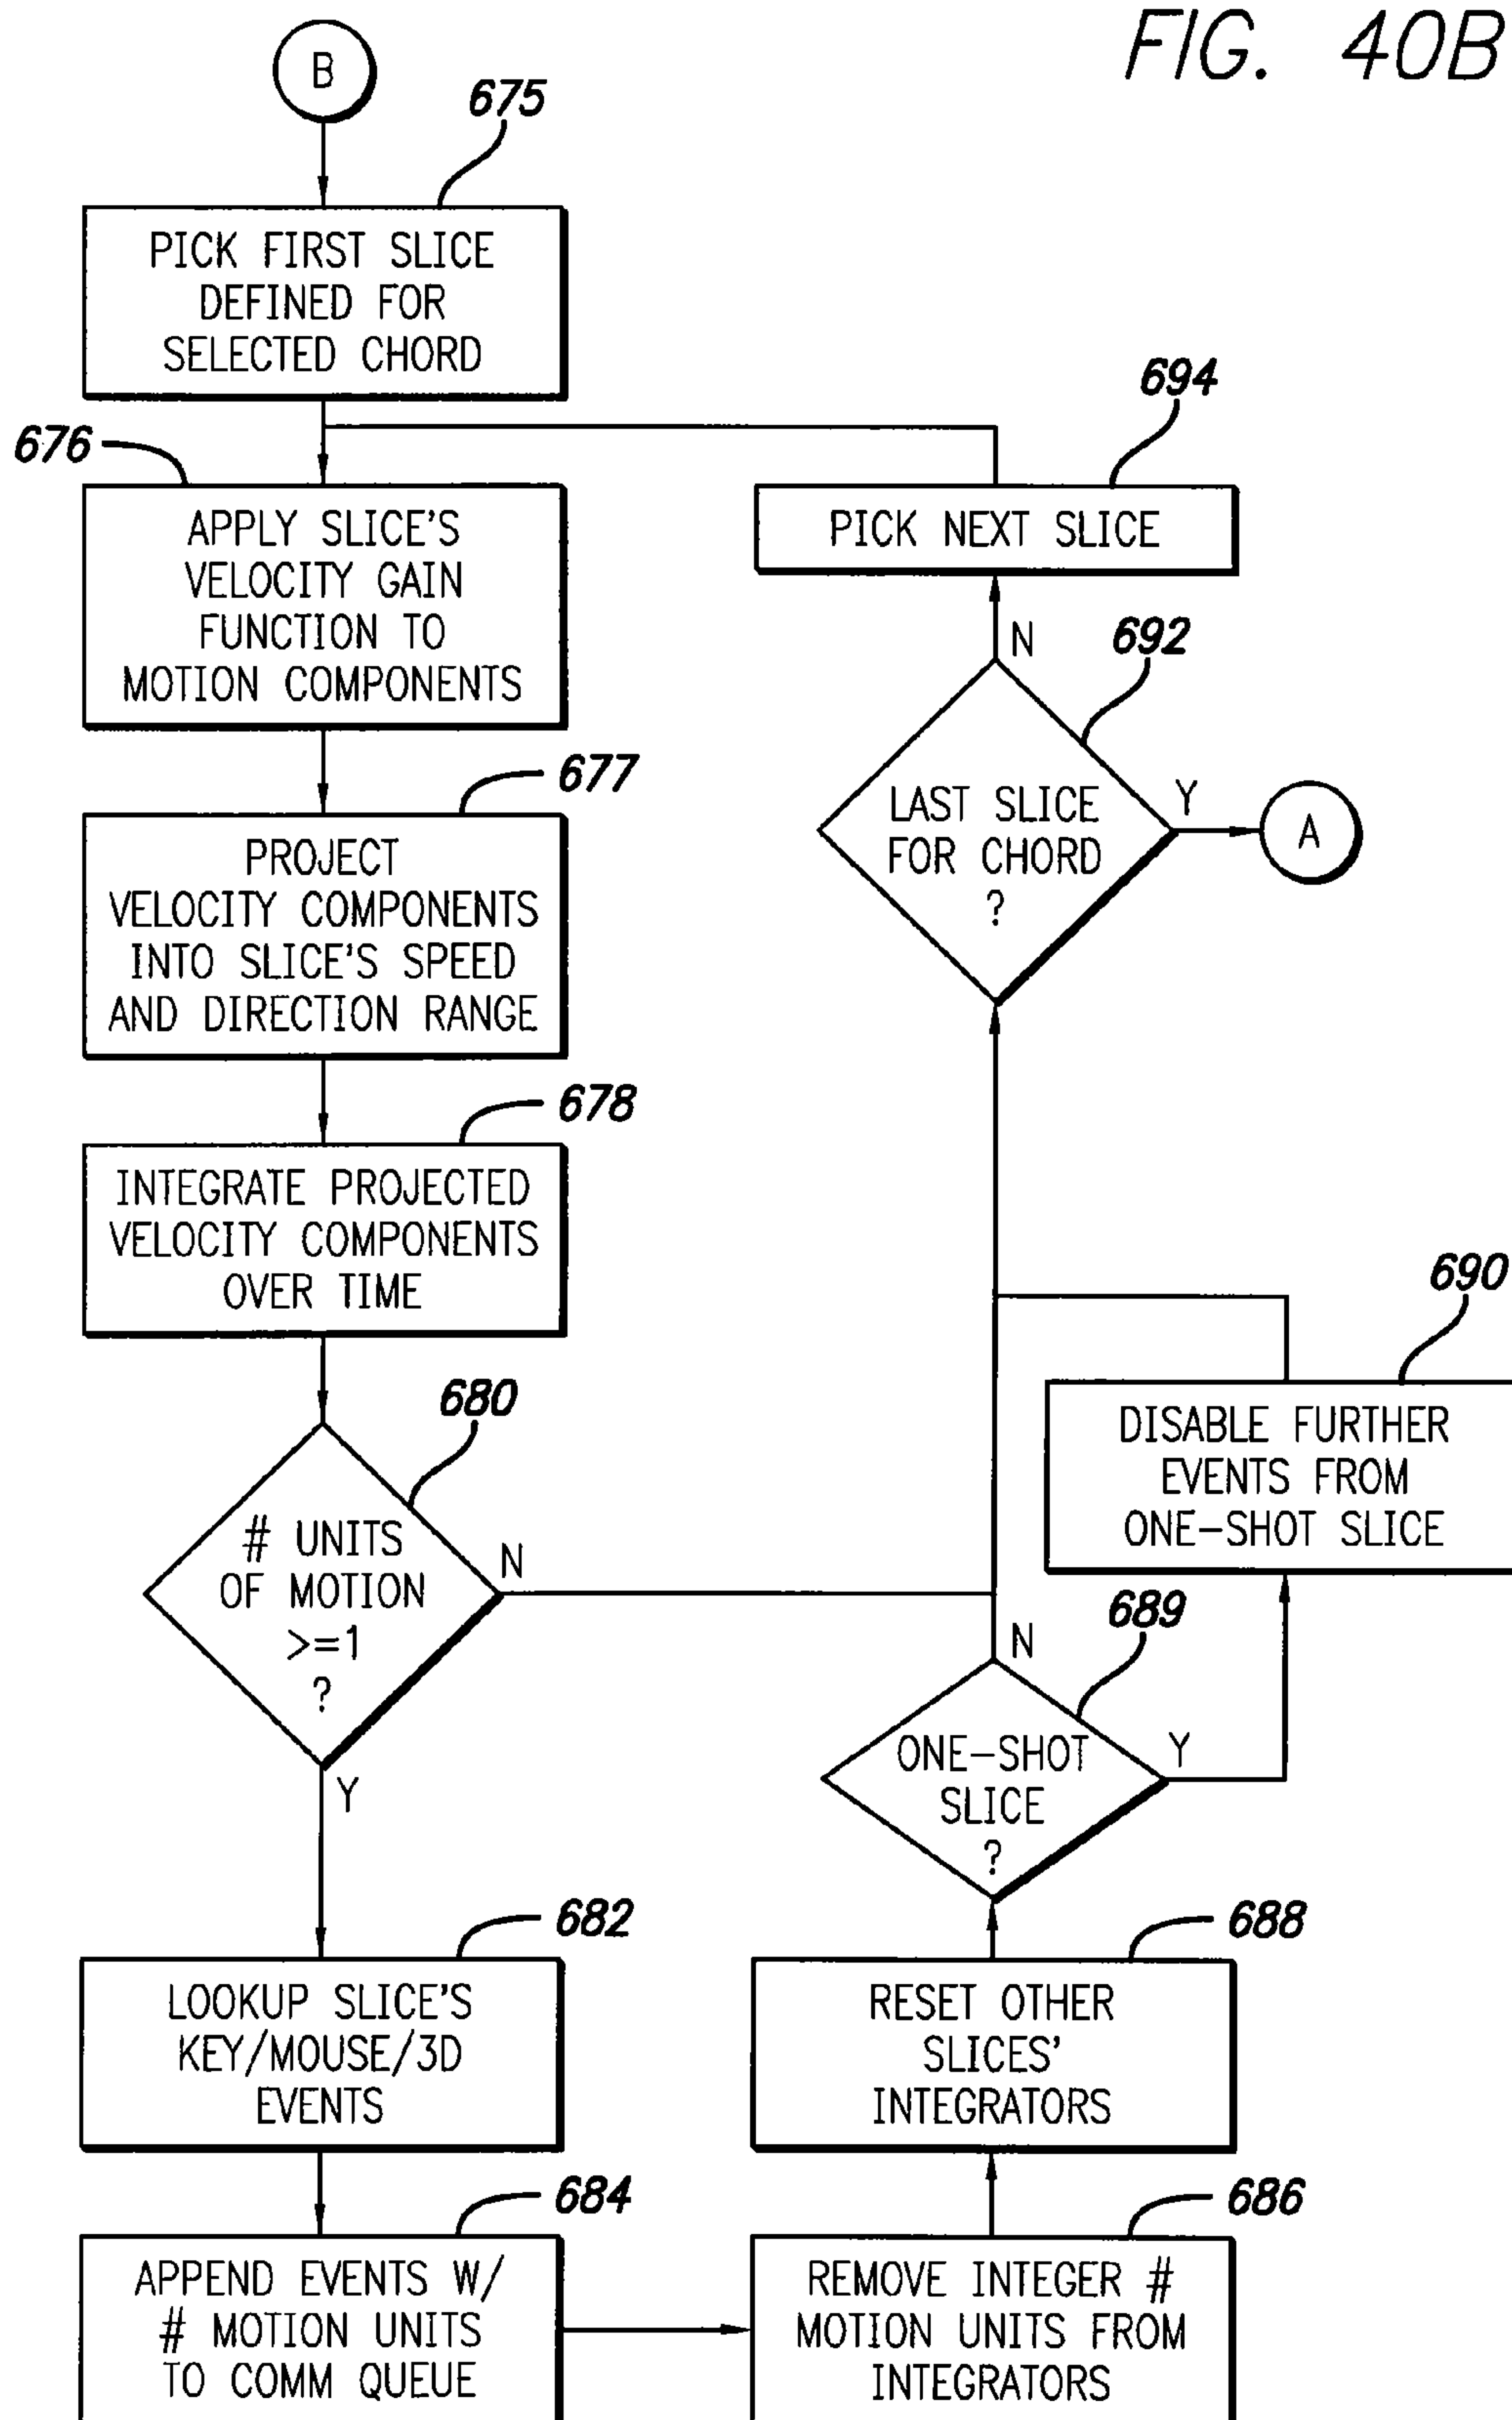 FIG. 40B
B
675
PICK FIRST SLICE
DEFINED FOR
SELECTED CHORD
676
APPLY SLICE'S
VELOCITY GAIN
FUNCTION TO
MOTION COMPONENTS
677
PROJECT
VELOCITY COMPONENTS
INTO SLICE'S SPEED
AND DIRECTION RANGE
678
INTEGRATE PROJECTED
VELOCITY COMPONENTS
OVER TIME
680
# UNITS
OF MOTION
>=1
?
N
Y
682
LOOKUP SLICE'S
KEY/MOUSE/3D
EVENTS
684
APPEND EVENTS W/
# MOTION UNITS
TO COMM QUEUE
686
REMOVE INTEGER #
MOTION UNITS FROM
INTEGRATORS
688
RESET OTHER
SLICES'
INTEGRATORS
689
ONE-SHOT
SLICE
?
N
Y
690
DISABLE FURTHER
EVENTS FROM
ONE-SHOT SLICE
692
LAST SLICE
FOR CHORD
?
N
Y
A
694
PICK NEXT SLICE